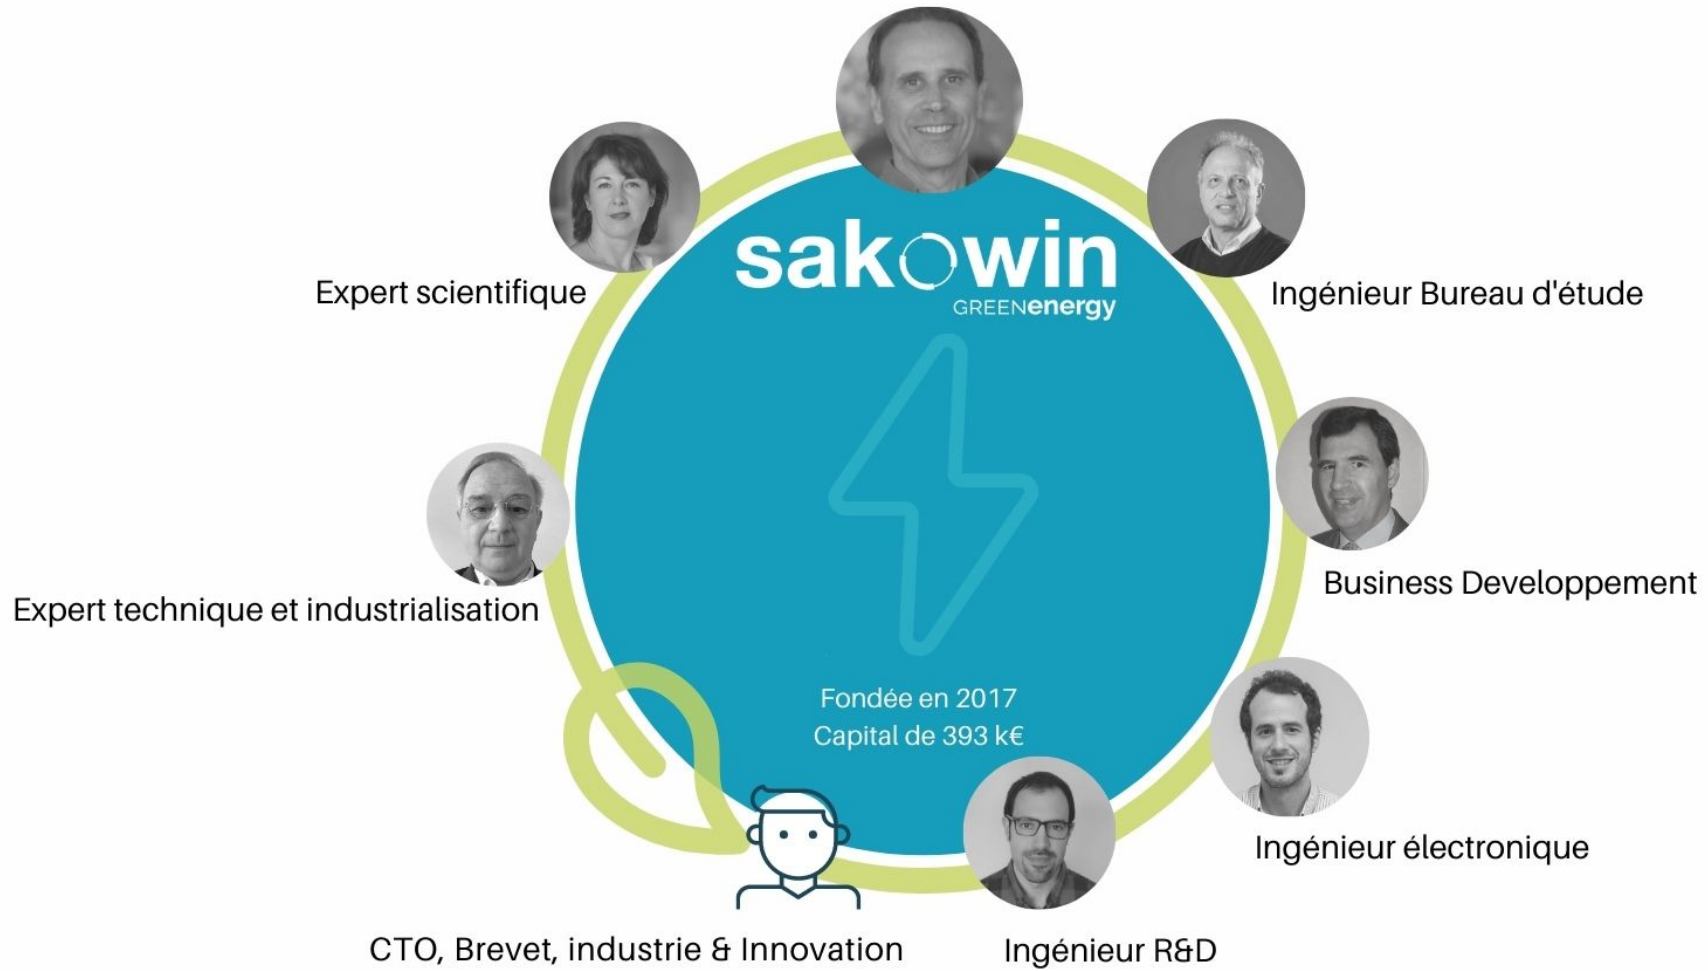 sakowin
GREENenergy
Expert scientifique
Ingénieur Bureau d'étude
Expert technique et industrialisation
Business Developpement
Fondée en 2017
Capital de 393 k€
Ingénieur électronique
CTO, Brevet, industrie & Innovation
Ingénieur R&D